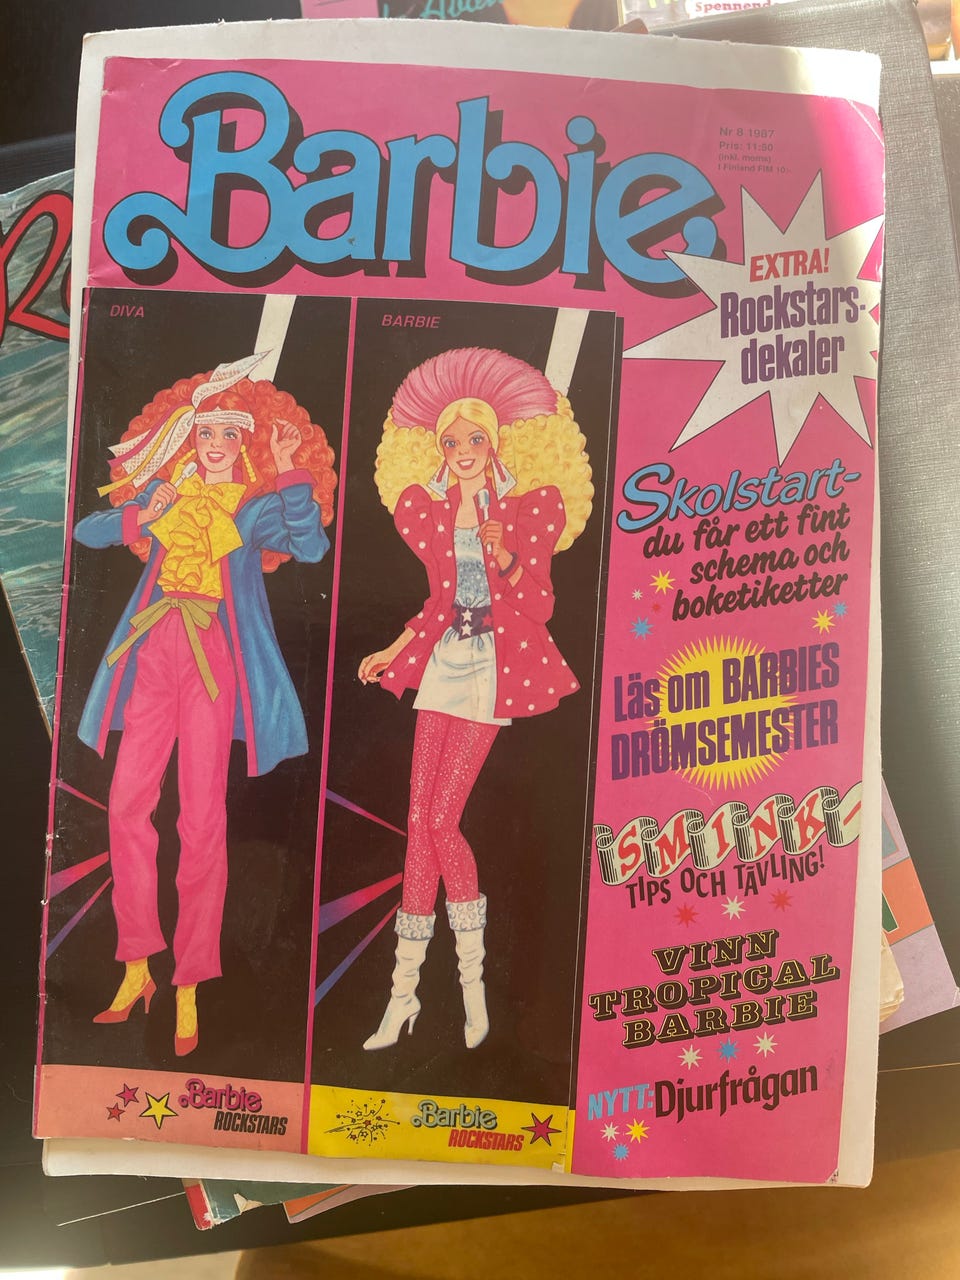 Spennend
Barbie
Nr 8 1987
Pris: 11:50
(inkl. moms)
I Finland FIM 10:-
EXTRA!
Rockstars-
dekaler
DIVA
BARBIE
Skolstart-
du får ett fint
schema och
boketiketter
Läs om BARBIES
DRÖMSEMESTER
SMINK-
TIPS OCH TÄVLING!
VINN
TROPICAL
BARBIE
NYTT: Djurfrågan
Barbie
ROCKSTARS
Barbie
ROCKSTARS